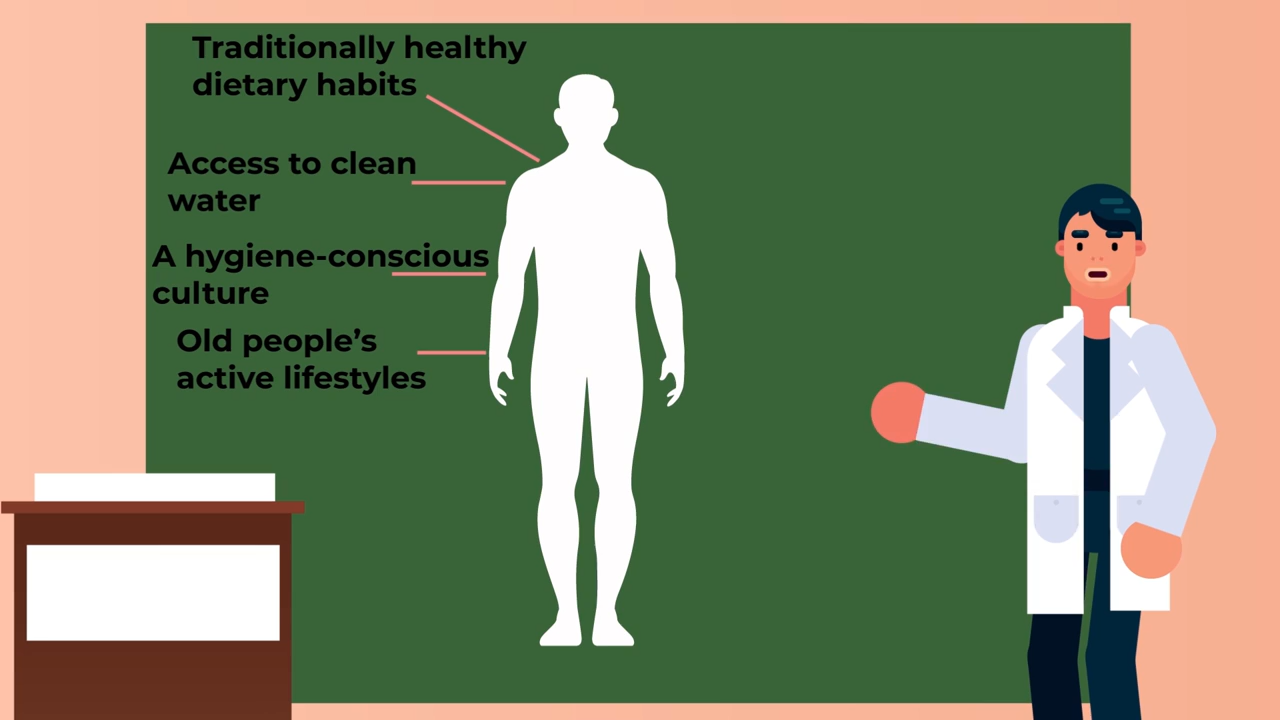 Traditionally healthy
dietary habits
Access to clean
water
A hygiene-conscious
culture
Old people’s
active lifestyles